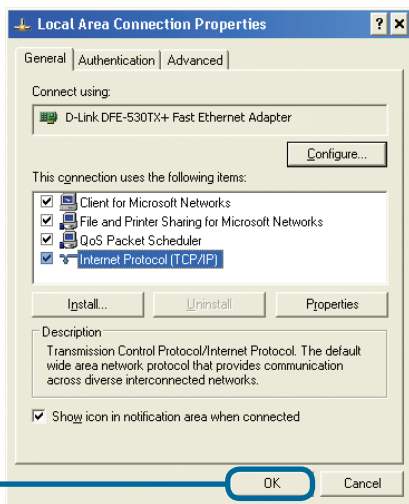 Local Area Connection Properties
General Authentication Advanced
Connect using:
D-Link DFE-530TX+ Fast Ethernet Adapter
Configure...
This connection uses the following items:
Client for Microsoft Networks
File and Printer Sharing for Microsoft Networks
QoS Packet Scheduler
Internet Protocol (TCP/IP)
Install... Uninstall Properties
Description
Transmission Control Protocol/Internet Protocol. The default
wide area network protocol that provides communication
across diverse interconnected networks.
Show icon in notification area when connected
OK Cancel